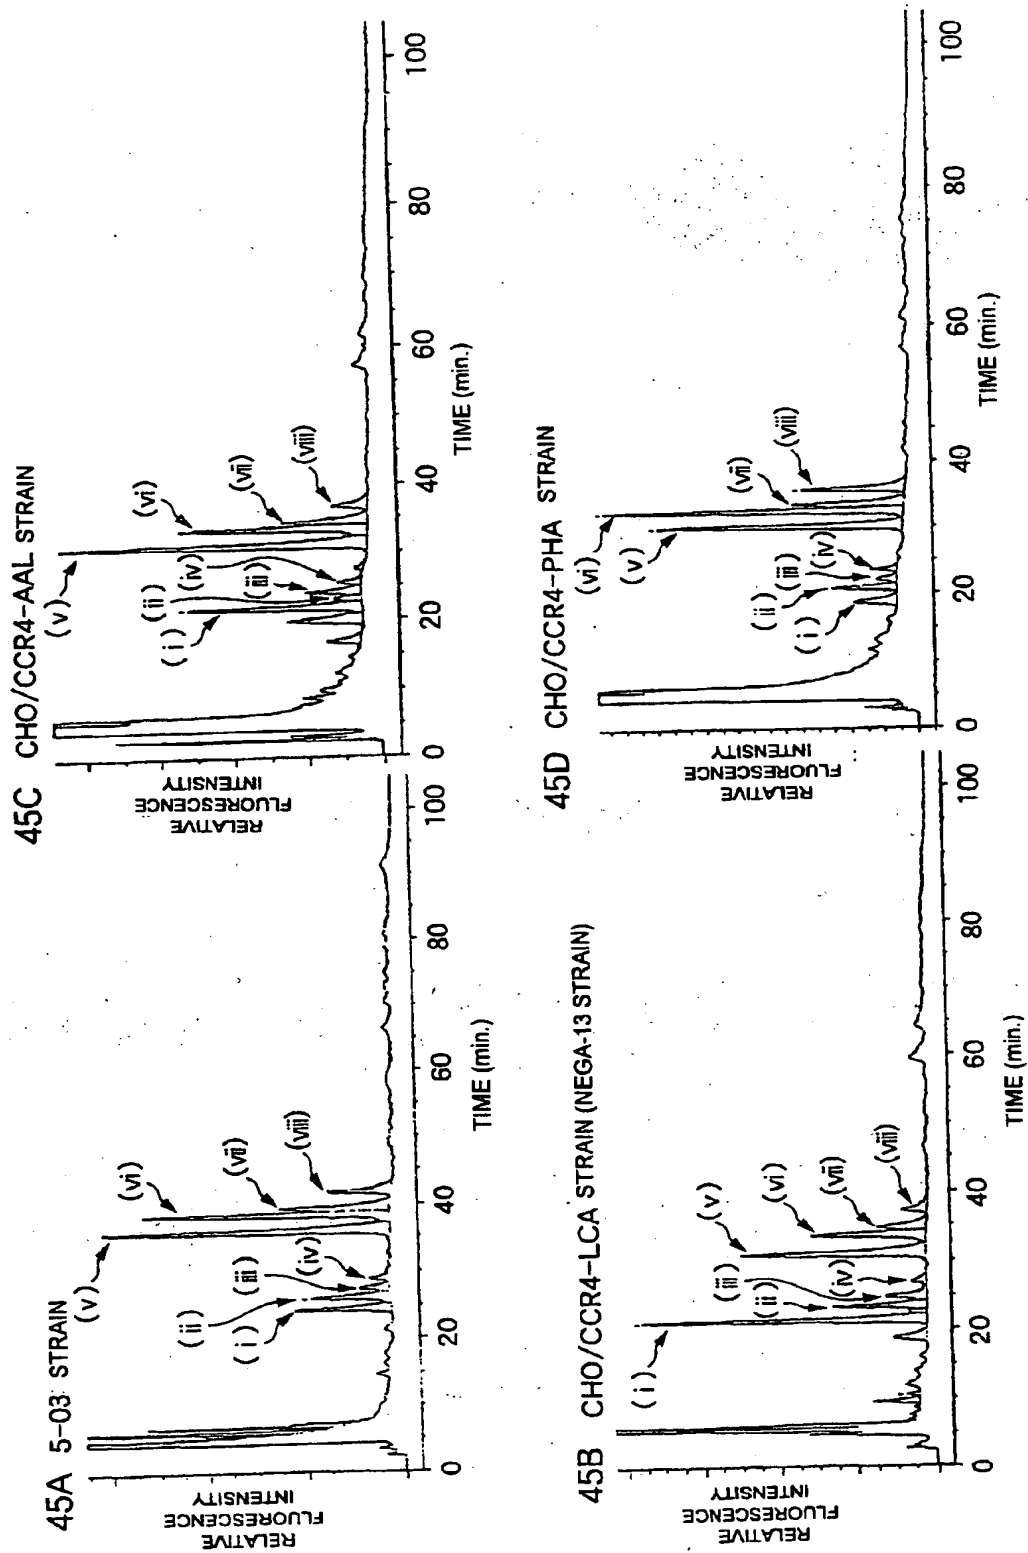 45A 5-03 STRAIN
RELATIVE
FLUORESCENCE
INTENSITY
(i)
(ii)
(iii)
(iv)
(v)
(vi)
(vii)
(viii)
0 20 40 60 80 100
TIME (min.)
45B CHO/CCR4-LCA STRAIN (NEGA-13 STRAIN)
RELATIVE
FLUORESCENCE
INTENSITY
(i)
(ii)
(iii)
(iv)
(v)
(vi)
(vii)
(viii)
0 20 40 60 80 100
TIME (min.)
45C CHO/CCR4-AAL STRAIN
RELATIVE
FLUORESCENCE
INTENSITY
(i)
(ii)
(iii)
(iv)
(v)
(vi)
(vii)
(viii)
0 20 40 60 80 100
TIME (min.)
45D CHO/CCR4-PHA STRAIN
RELATIVE
FLUORESCENCE
INTENSITY
(i)
(ii)
(iii)
(iv)
(v)
(vi)
(vii)
(viii)
0 20 40 60 80 100
TIME (min.)